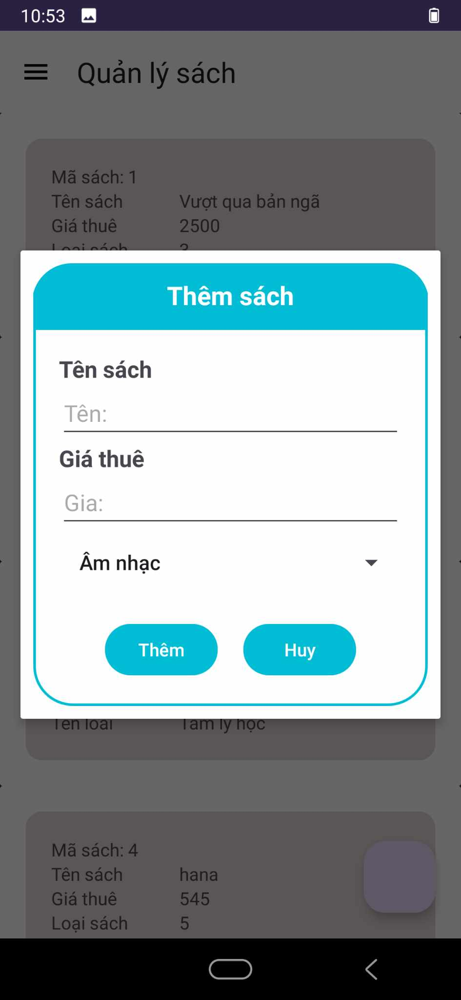 10:53
Quản lý sách
Mã sách: 1
Tên sách Vượt qua bản ngã
Giá thuê 2500
Loại sách 3
Thêm sách
Tên sách
Tên:
Giá thuê
Gia:
Âm nhạc
Thêm Huy
Tên loai Tâm lý học
Mã sách: 4
Tên sách hana
Giá thuê 545
Loại sách 5